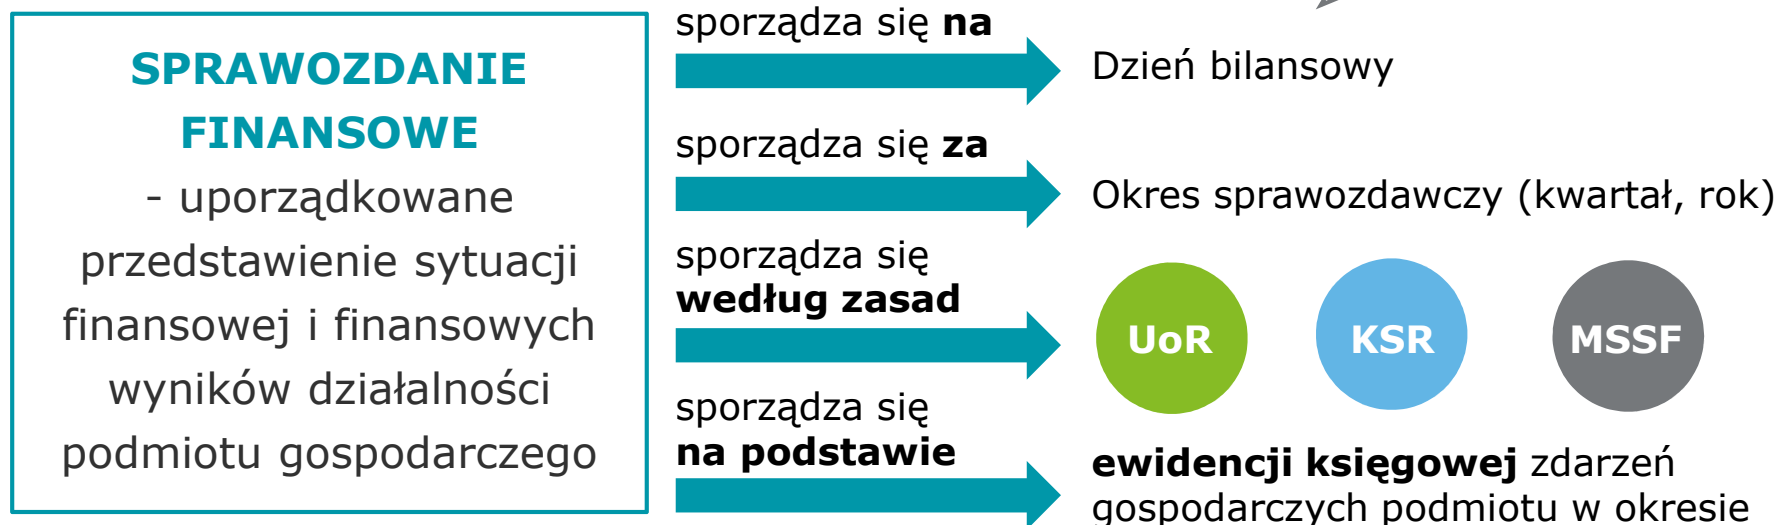 SPRAWOZDANIE
FINANSOWE
- uporządkowane
przedstawienie sytuacji
finansowej i finansowych
wyników działalności
podmiotu gospodarczego
sporządza się na
Dzień bilansowy
sporządza się za
Okres sprawozdawczy (kwartał, rok)
sporządza się
według zasad
UoR
KSR
MSSF
sporządza się
na podstawie
ewidencji księgowej zdarzeń
gospodarczych podmiotu w okresie